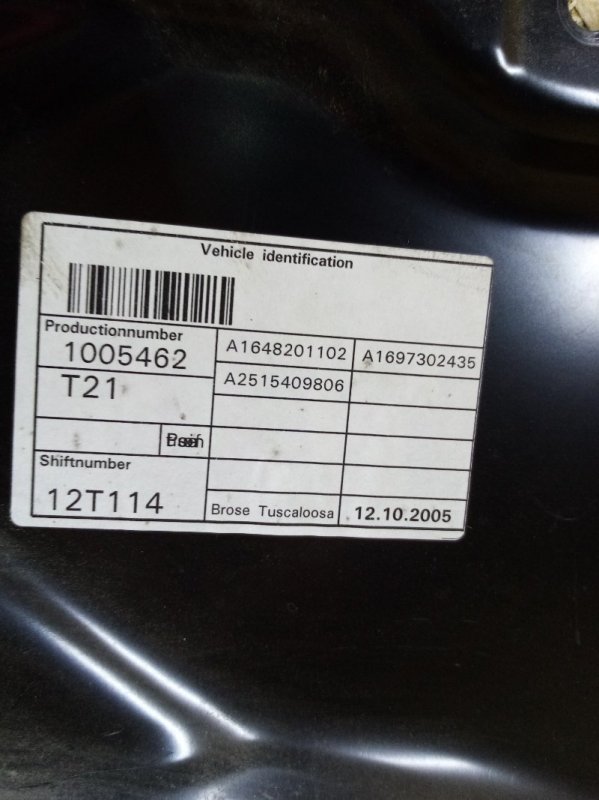 Vehicle identification
Productionnumber
1005462
A1648201102
A1697302435
T21
A2515409806
Shiftnumber
12T114
Brose Tuscaloosa
12.10.2005